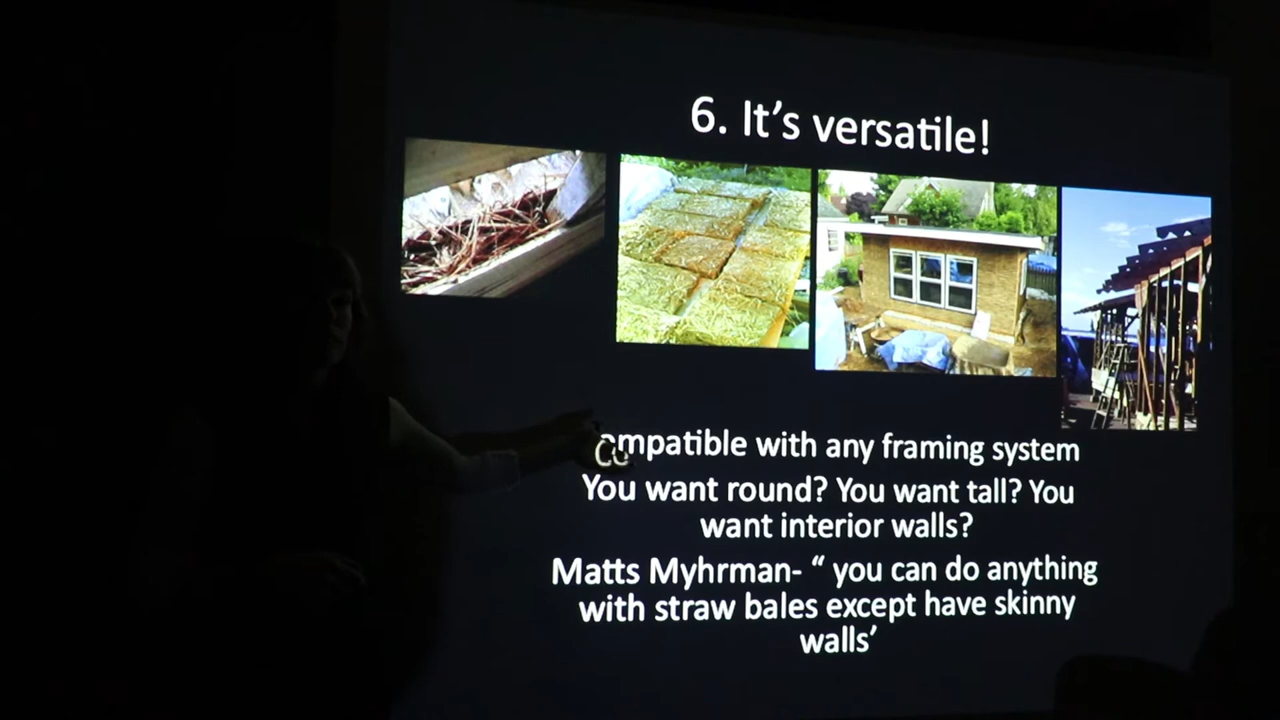 6. It's versatile!
Compatible with any framing system
You want round? You want tall? You
want interior walls?
Matts Myhrman- “ you can do anything
with straw bales except have skinny
walls’